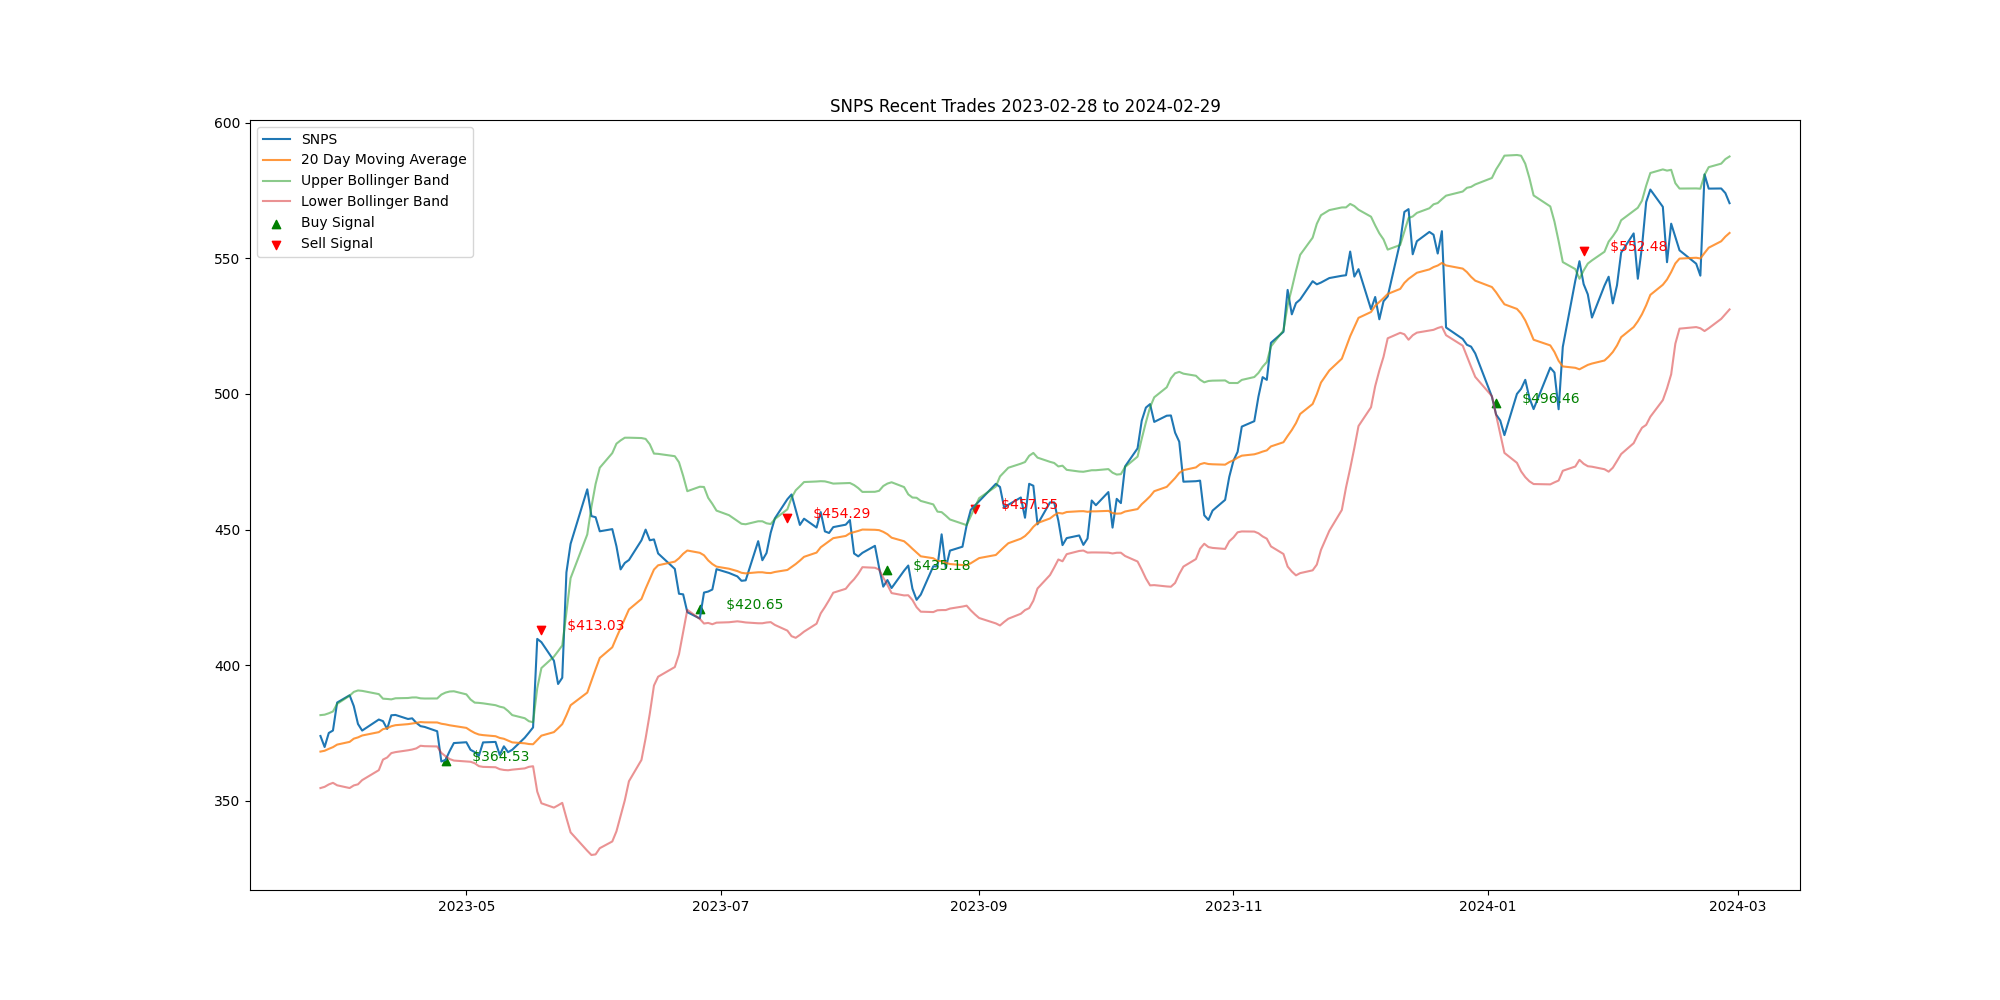 SNPS Recent Trades 2023-02-28 to 2024-02-29
600
550
500
450
400
350
SNPS
20 Day Moving Average
Upper Bollinger Band
Lower Bollinger Band
Buy Signal
Sell Signal
$552.48
$496.46
$454.29
$457.55
$435.18
$420.65
$413.03
$364.53
2023-05
2023-07
2023-09
2023-11
2024-01
2024-03